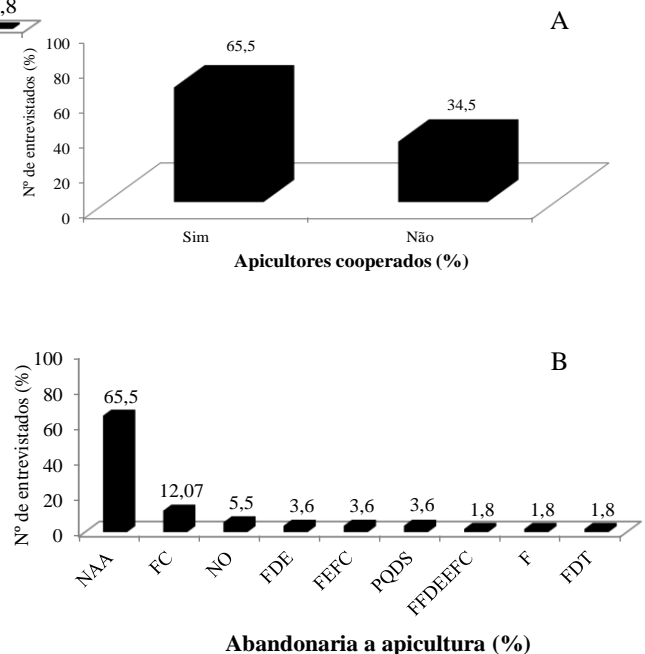 ,8
A
Nº de entrevistados (%)
100
80
60
40
20
0
65,5
34,5
Sim Não
Apicultores cooperados (%)
B
Nº de entrevistados (%)
100
80
60
40
20
0
65,5
12,07
5,5
3,6
3,6
3,6
1,8
1,8
1,8
NAA
FC
NO
FDE
FEFC
PQDS
FFDEEFC
F
FDT
Abandonaria a apicultura (%)